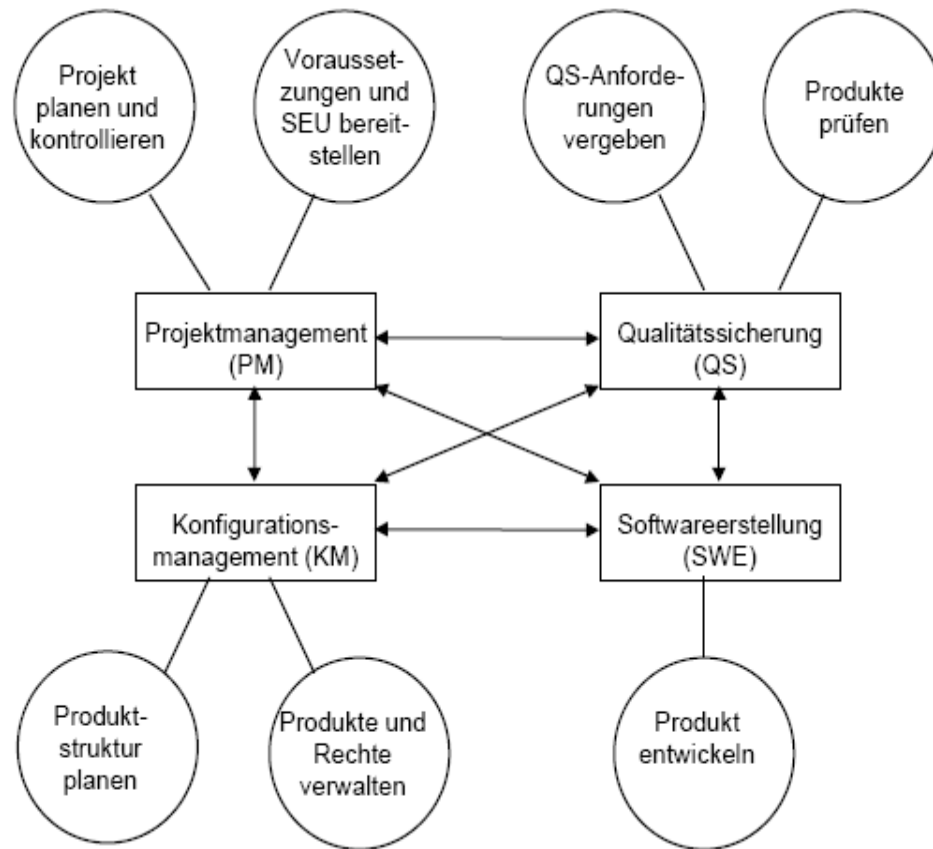 Projekt
planen und
kontrollieren
Vorausset-
zungen und
SEU bereit-
stellen
QS-Anforde-
rungen
vergeben
Produkte
prüfen
Projektmanagement
(PM)
Qualitätssicherung
(QS)
Konfigurations-
management (KM)
Softwareerstellung
(SWE)
Produkt-
struktur
planen
Produkte und
Rechte
verwalten
Produkt
entwickeln